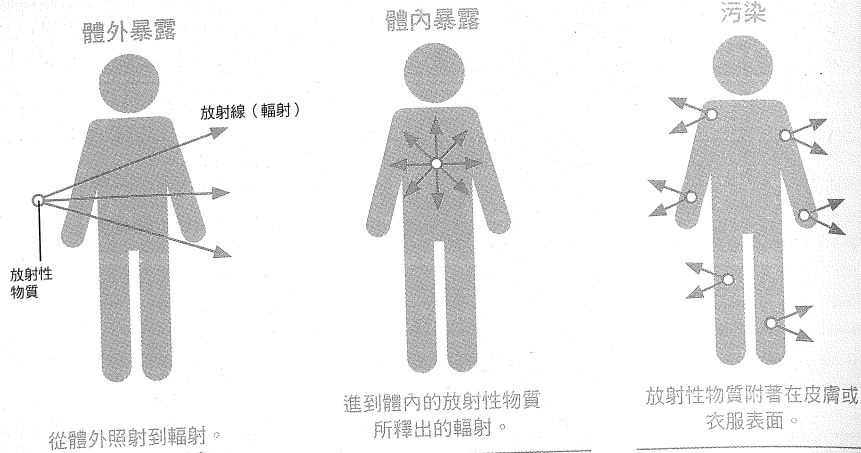 體外暴露
放射線（輻射）
放射性
物質
從體外照射到輻射。
體內暴露
進到體內的放射性物質
所釋出的輻射。
污染
放射性物質附著在皮膚或
衣服表面。